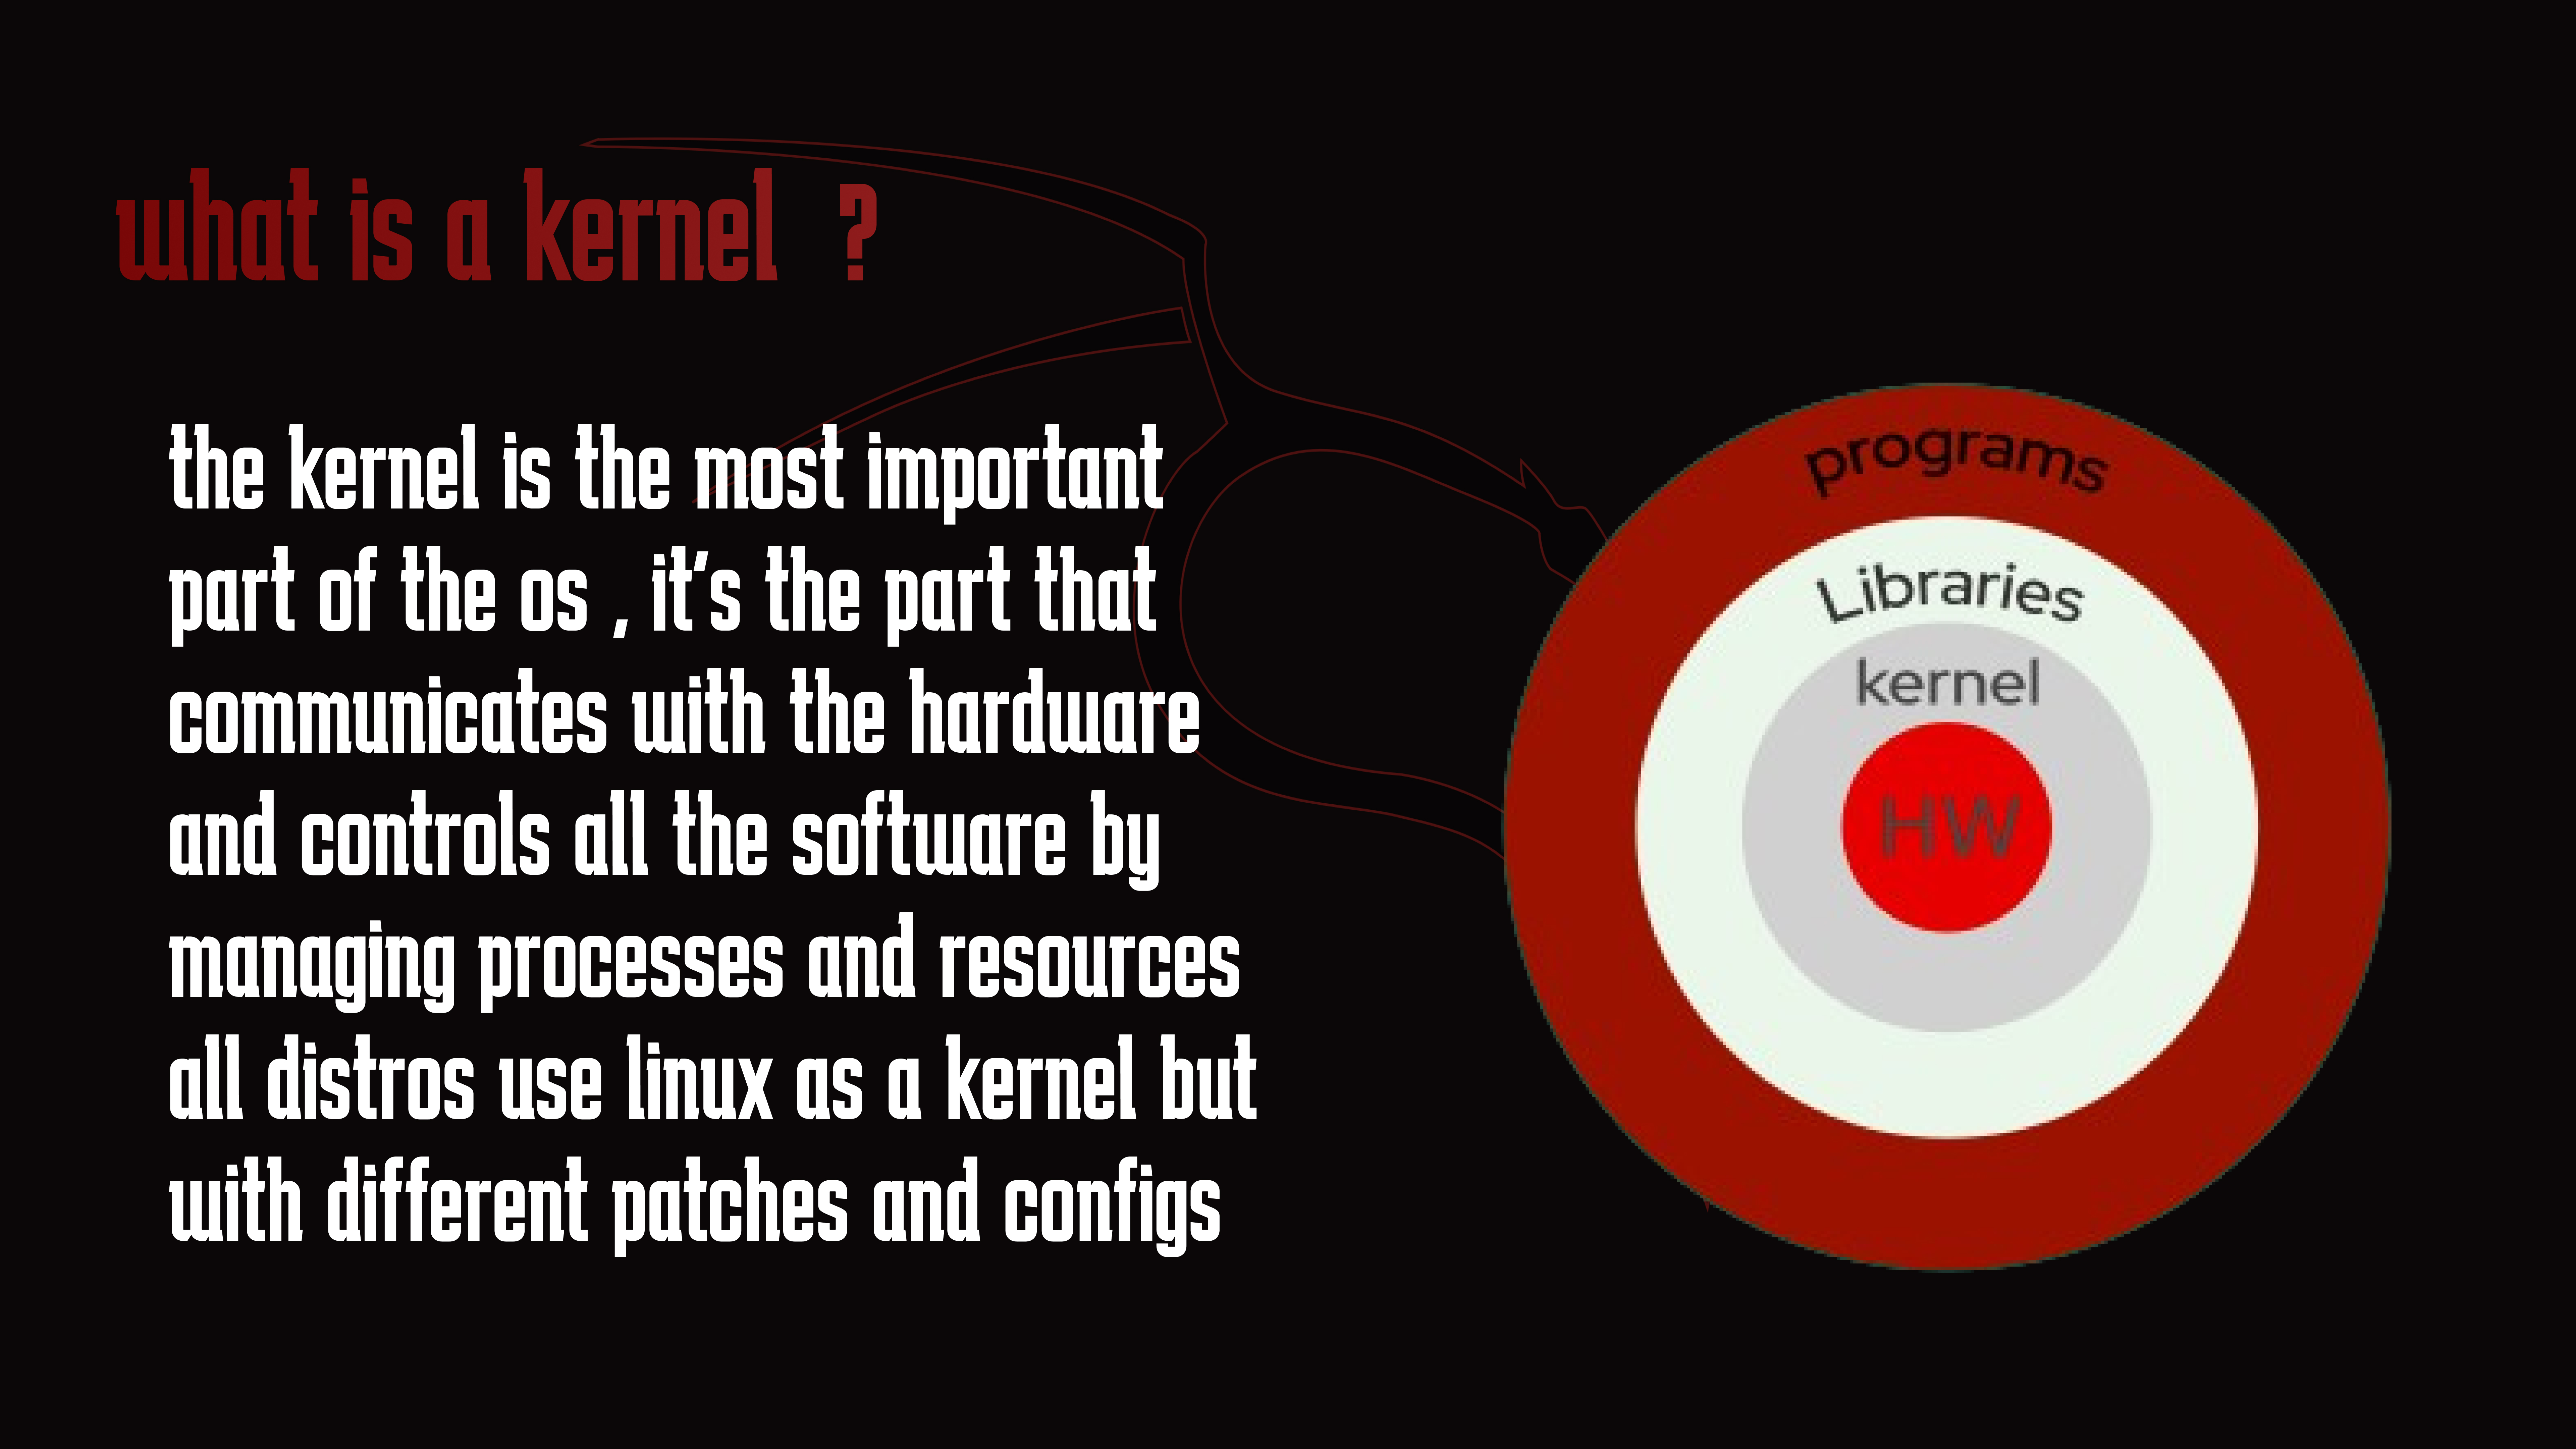 what is a kernel ?
the kernel is the most important
part of the os , it's the part that
communicates with the hardware
and controls all the software by
managing processes and resources
all distros use linux as a kernel but
with different patches and configs
programs
Libraries
kernel
HW